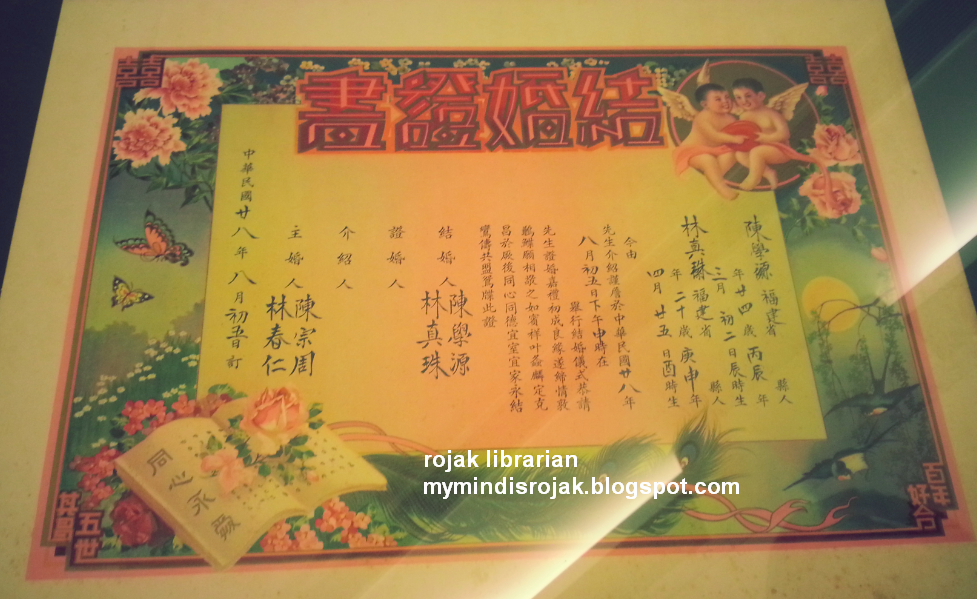 囍
囍
結婚證書
陳學源 福建省 縣人
年廿四歲 丙辰 年
三月初二日辰時生
林真珠 福建省 縣人
年二十歲 庚申年
四月廿五日酉時生
今由
先生介紹謹詹於中華民國廿八年
八月初五日下午申時在
舉行結婚儀式恭請
先生證婚嘉禮初成良緣遂締情敦
鶼鰈願相敬之如賓祥叶螽麟定克
昌於厥後同心同德宜室宜家永結
鸞儔共盟鴛牒此證
結婚人
陳學源
林真珠
證婚人
介紹人
主婚人
陳宗周
林春仁
中華民國廿八年八月初五日訂
同心永愛
百年好合
五世其昌
rojak librarian
mymindisrojak.blogspot.com